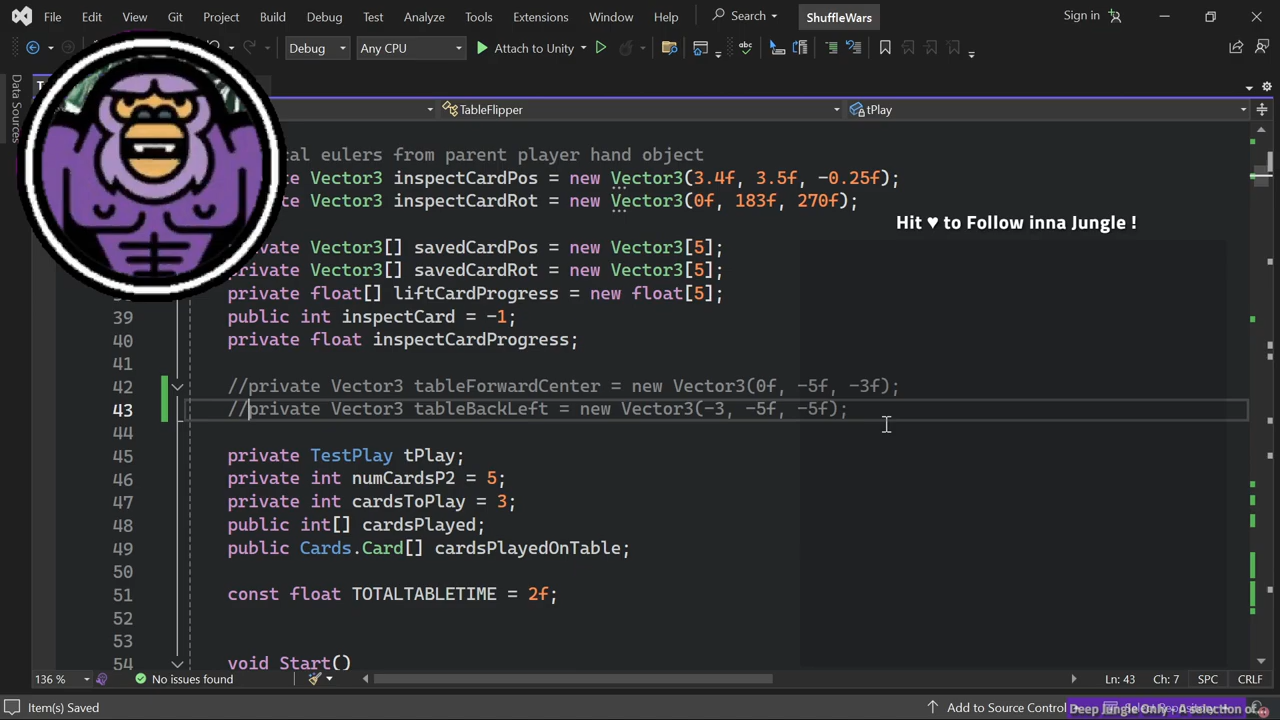 File Edit View Git Project Build Debug Test Analyze Tools Extensions Window Help Search ShuffleWars Sign in
Debug Any CPU Attach to Unity
Data Sources
TableFlipper tPlay
eulers from parent player hand object
Vector3 inspectCardPos = new Vector3(3.4f, 3.5f, -0.25f);
Vector3 inspectCardRot = new Vector3(0f, 183f, 270f);
Hit ♥ to Follow inna Jungle !
Vector3[] savedCardPos = new Vector3[5];
private Vector3[] savedCardRot = new Vector3[5];
private float[] liftCardProgress = new float[5];
39 public int inspectCard = -1;
40 private float inspectCardProgress;
41
42 //private Vector3 tableForwardCenter = new Vector3(0f, -5f, -3f);
43 //private Vector3 tableBackLeft = new Vector3(-3, -5f, -5f);
44
45 private TestPlay tPlay;
46 private int numCardsP2 = 5;
47 private int cardsToPlay = 3;
48 public int[] cardsPlayed;
49 public Cards.Card[] cardsPlayedOnTable;
50
51 const float TOTALTABLETIME = 2f;
52
53
54 void Start()
136 % No issues found Ln: 43 Ch: 7 SPC CRLF
Item(s) Saved Add to Source Control
Deep Jungle Only - A selection of